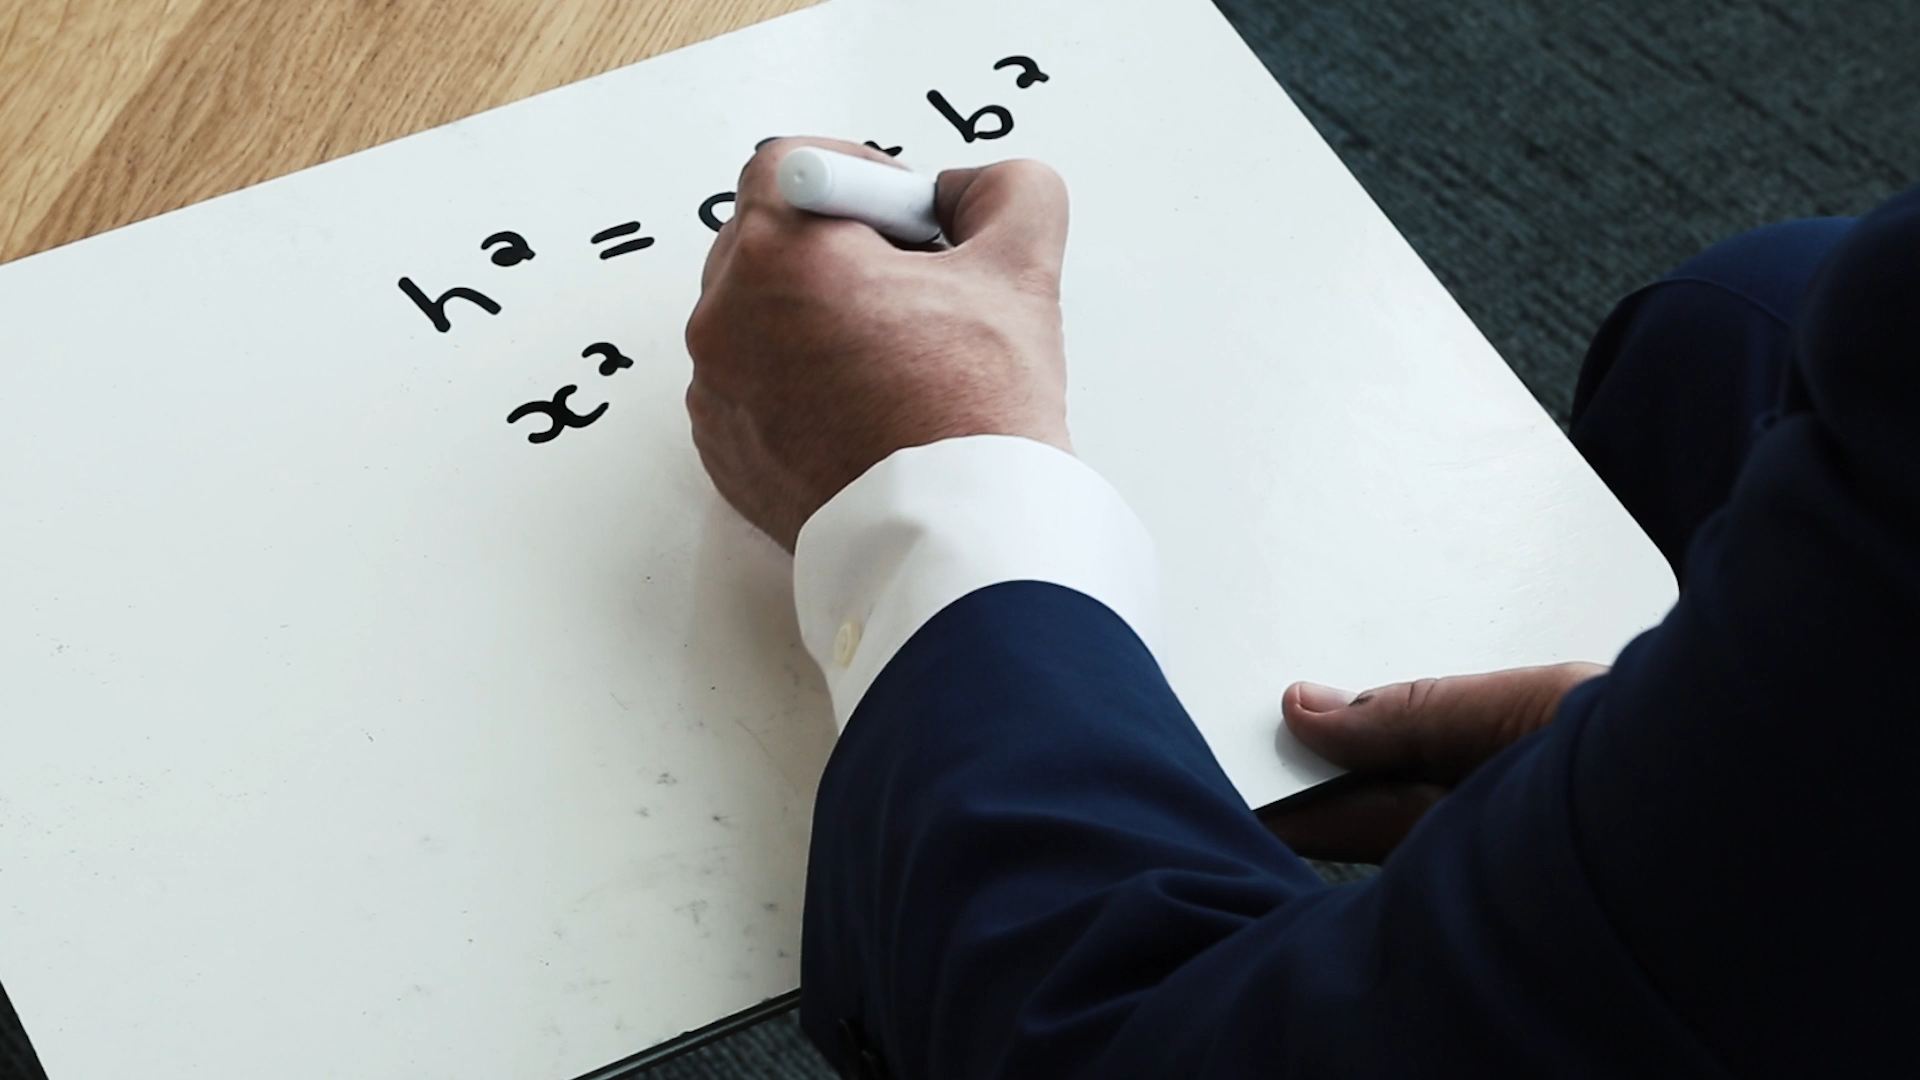 h² = + b²
x²